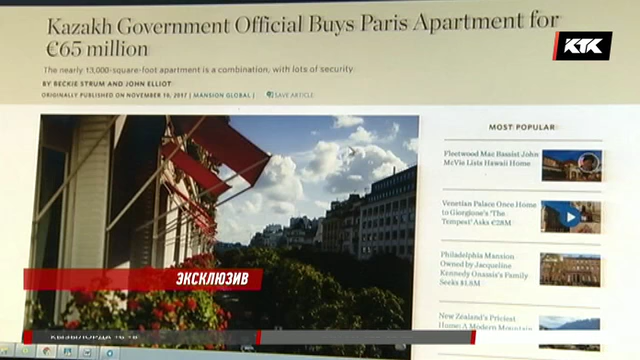 Kazakh Government Official Buys Paris Apartment for
€65 million
The nearly 13,000-square-foot apartment is a combination, with lots of security
BY BECKIE STRUM AND JOHN ELLIOT
ORIGINALLY PUBLISHED ON NOVEMBER 10, 2017 | MANSION GLOBAL | SAVE ARTICLE
КТК
MOST POPULAR
Fleetwood Mac Bassist John
McVie Lists Hawaii Home
Venetian Palace Once Home
to Giorgione's 'The
Tempest' Asks €28M
Philadelphia Mansion
Owned by Jacqueline
Kennedy Onassis's Family
Seeks $1.8M
New Zealand's Priciest
Home: A Modern Mountain
ЭКСКЛЮЗИВ
КЫЗЫЛОРДА